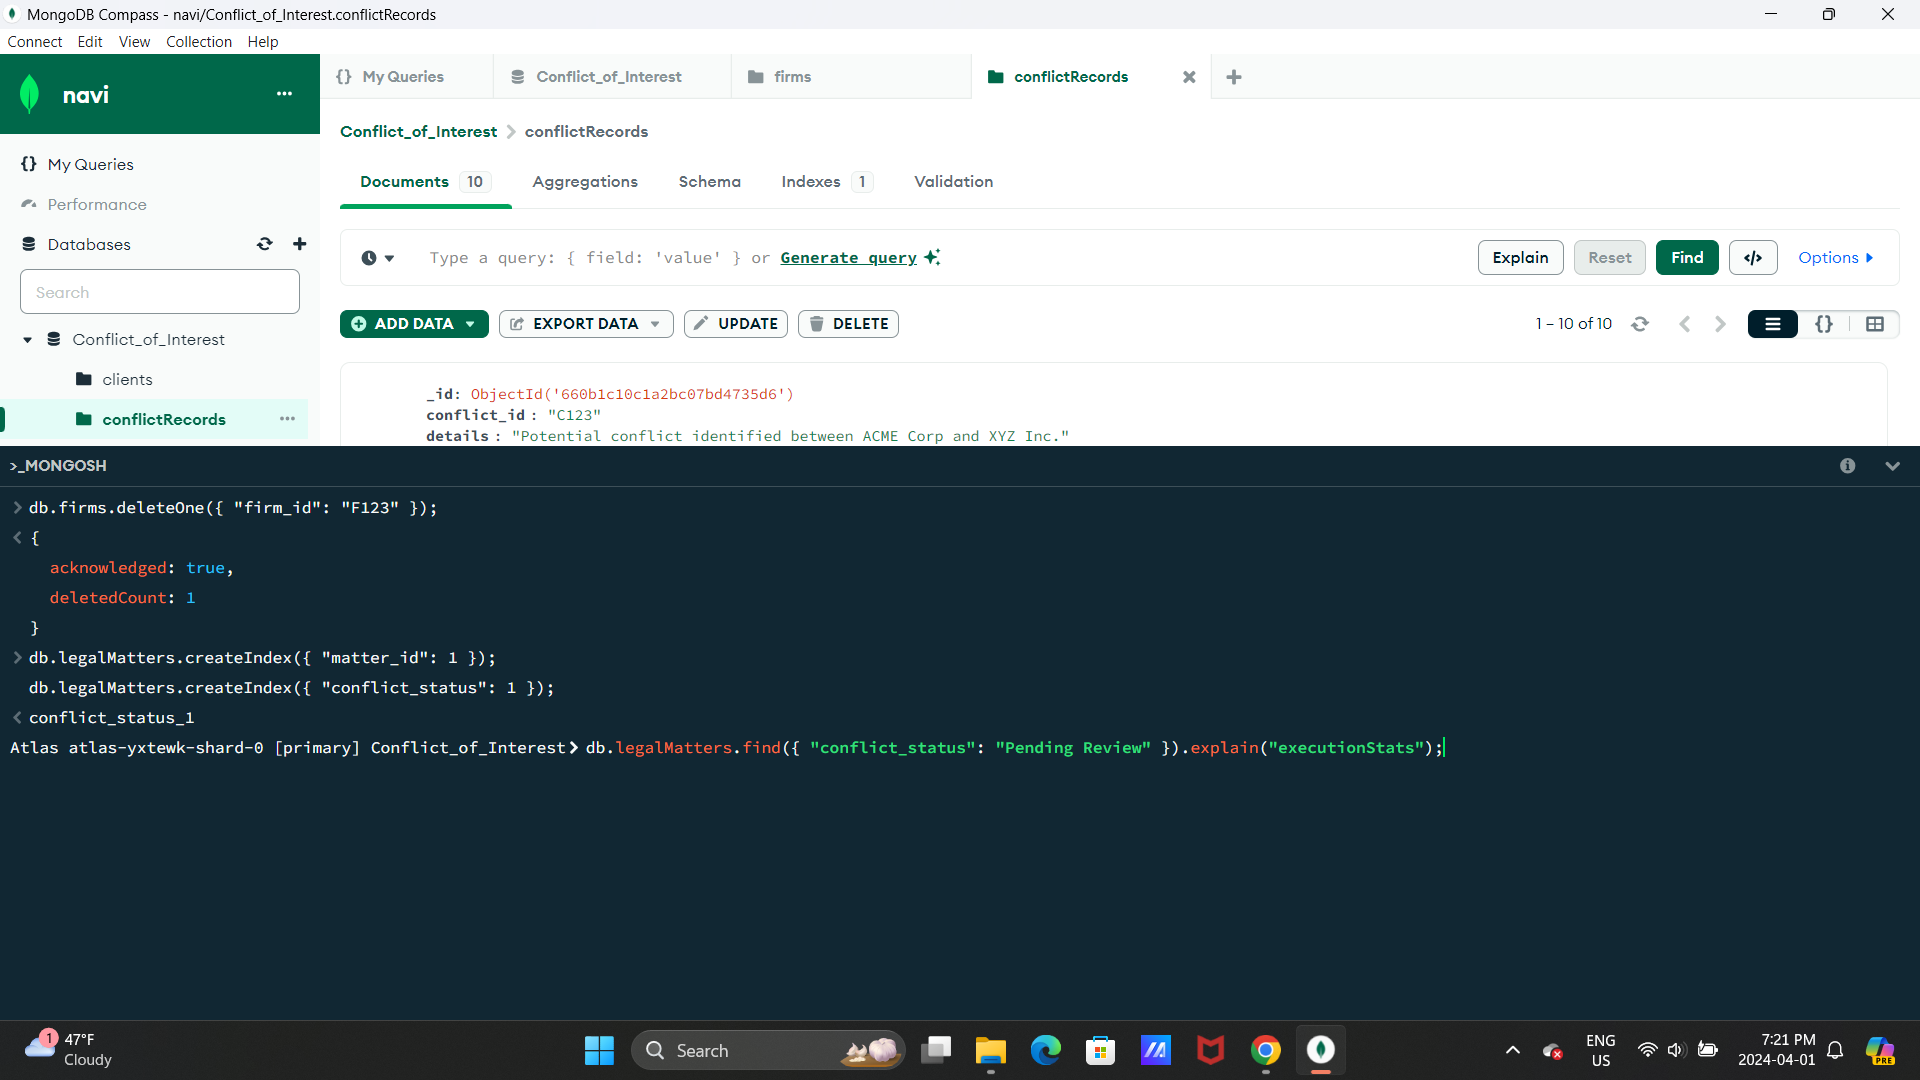 MongoDB Compass - navi/Conflict_of_Interest.conflictRecords
Connect Edit View Collection Help
navi
My Queries
Conflict_of_Interest
firms
conflictRecords
Conflict_of_Interest > conflictRecords
My Queries
Performance
Databases
Search
Conflict_of_Interest
clients
conflictRecords
Documents 10 Aggregations Schema Indexes 1 Validation
Type a query: { field: 'value' } or Generate query
Explain Reset Find </> Options
ADD DATA EXPORT DATA UPDATE DELETE
1 – 10 of 10
{}
_id: ObjectId('660b1c10c1a2bc07bd4735d6')
conflict_id : "C123"
details : "Potential conflict identified between ACME Corp and XYZ Inc."
>_MONGOSH
> db.firms.deleteOne({ "firm_id": "F123" });
< {
acknowledged: true,
deletedCount: 1
}
> db.legalMatters.createIndex({ "matter_id": 1 });
db.legalMatters.createIndex({ "conflict_status": 1 });
< conflict_status_1
Atlas atlas-yxtewk-shard-0 [primary] Conflict_of_Interest> db.legalMatters.find({ "conflict_status": "Pending Review" }).explain("executionStats");
1
47°F
Cloudy
Search
ENG
US
7:21 PM
2024-04-01
PRE